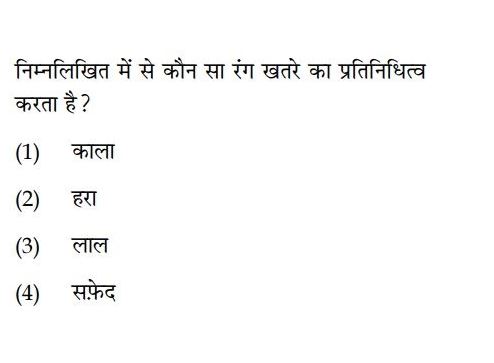 निम्नलिखित में से कौन सा रंग खतरे का प्रतिनिधित्व
करता है?
(1) काला
(2) हरा
(3) लाल
(4) सफ़ेद